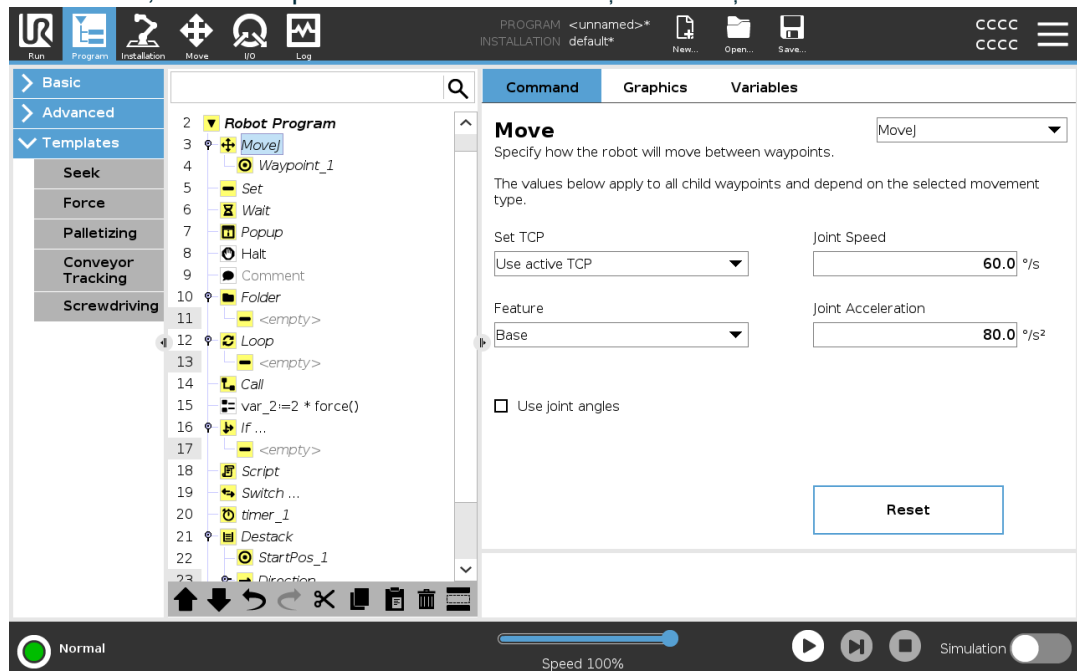 PROGRAM <unnamed>*
INSTALLATION default*
CCCC
CCCC
Run Program Installation Move I/O Log New... Open... Save...
Basic
Advanced
Templates
Seek
Force
Palletizing
Conveyor
Tracking
Screwdriving
2 Robot Program
3 MoveJ
4 Waypoint_1
5 Set
6 Wait
7 Popup
8 Halt
9 Comment
10 Folder
11 <empty>
12 Loop
13 <empty>
14 Call
15 var_2:=2 * force()
16 If ...
17 <empty>
18 Script
19 Switch ...
20 timer_1
21 Destack
22 StartPos_1
23 Direction
Command Graphics Variables
Move
MoveJ
Specify how the robot will move between waypoints.
The values below apply to all child waypoints and depend on the selected movement
type.
Set TCP Joint Speed
Use active TCP 60.0 °/s
Feature Joint Acceleration
Base 80.0 °/s²
Use joint angles
Reset
Normal
Speed 100%
Simulation